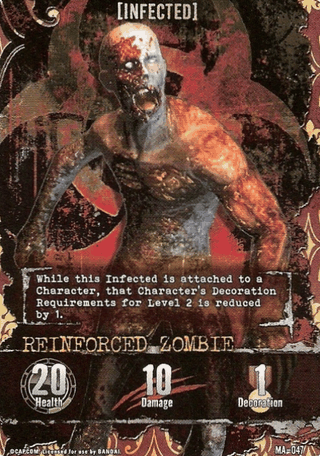 [INFECTED]
While this Infected is attached to a
Character, that Character's Decoration
Requirements for Level 2 is reduced
by 1.
REINFORCED ZOMBIE
20 10 1
Health Damage Decoration
©CAPCOM Licensed for use by BANDAI. MA-047